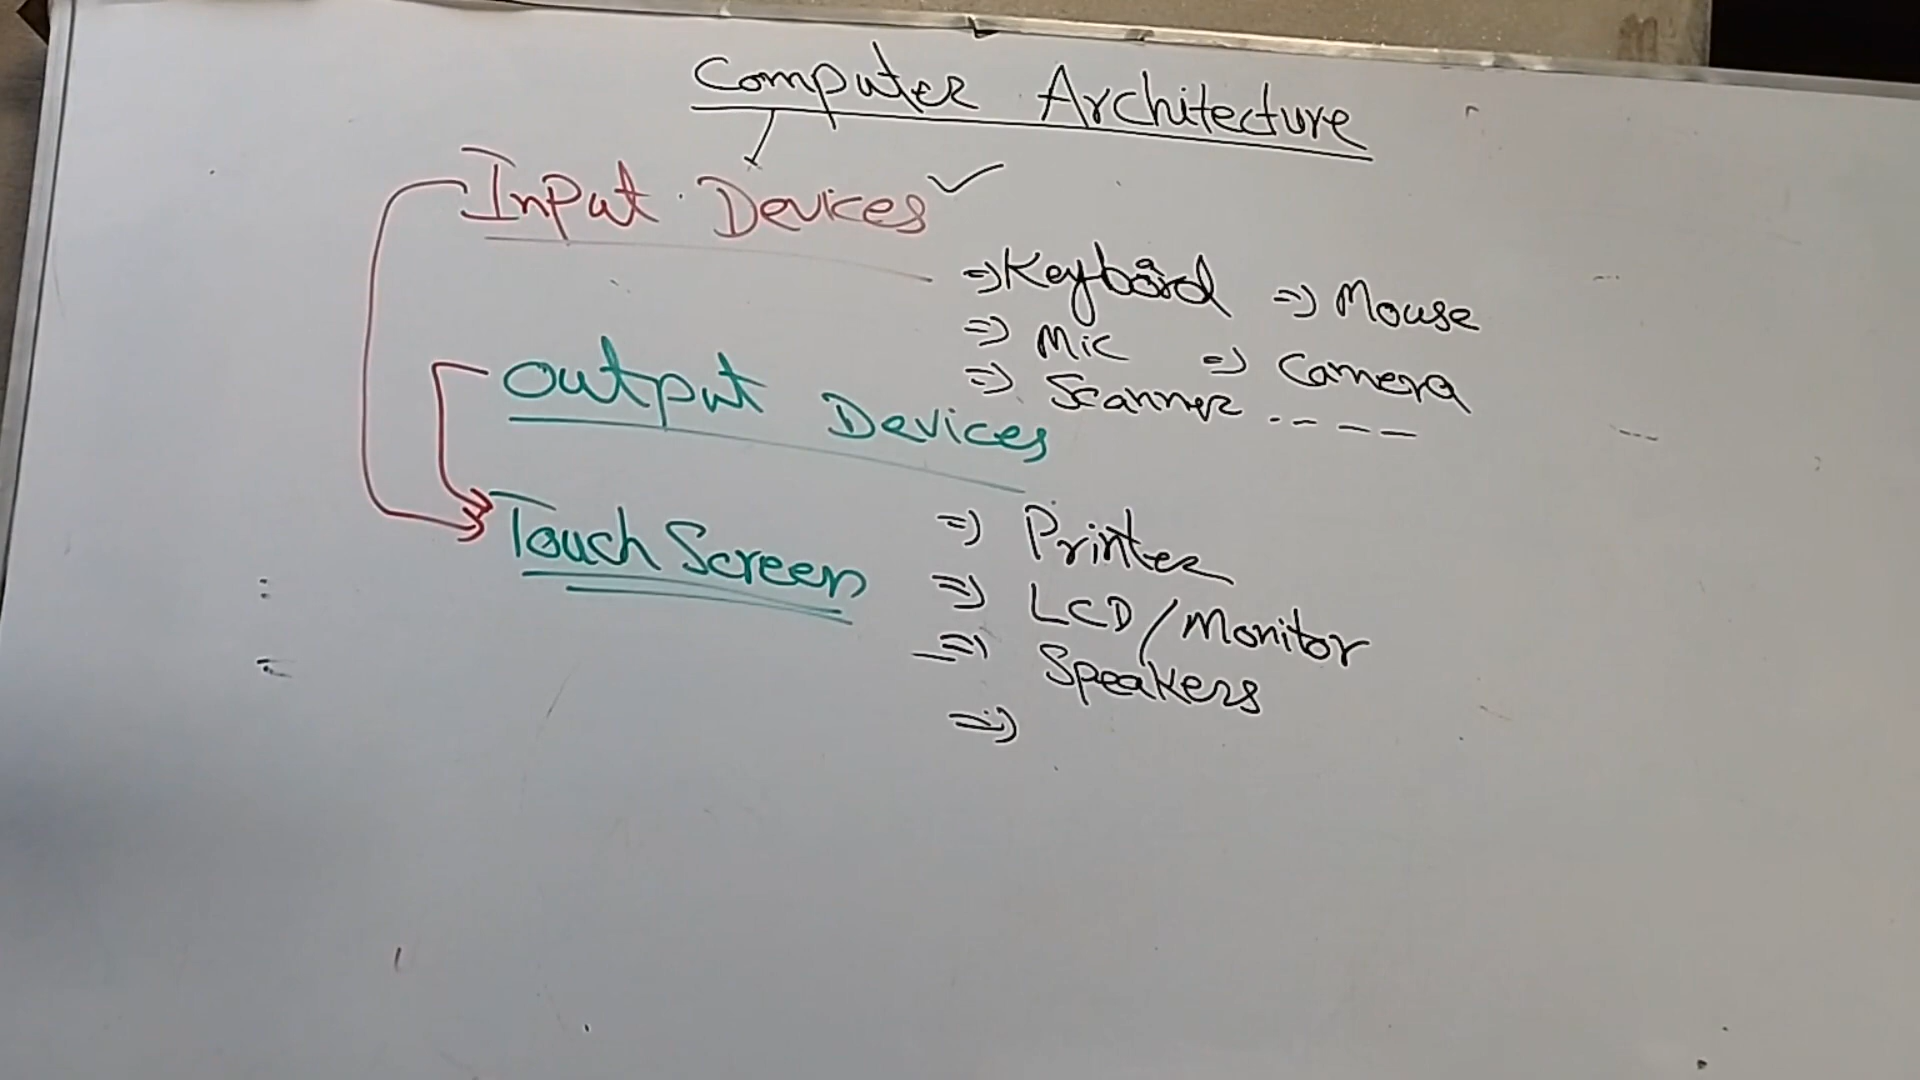 Computer Architecture
Input Devices ✓
⇒ Keyboard ⇒ Mouse
⇒ Mic ⇒ Camera
⇒ Scanner ----
Output Devices
⇒ Printer
⇒ LCD/Monitor
⇒ Speakers
⇒
Touch Screen